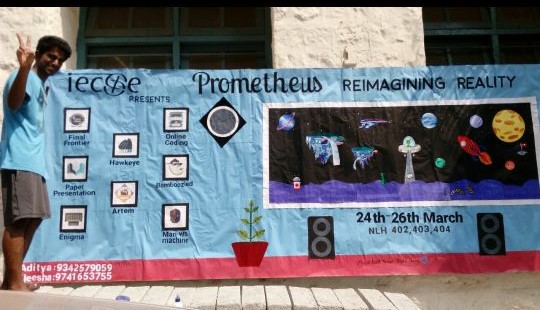 iecse
PRESENTS
Prometheus REIMAGINING REALITY
Final
Frontier
Online
Coding
Hawkeye
Paper
Presentation
Bamboozled
Artem
Enigma
Man vs
machine
24th-26th March
NLH 402,403,404
Aditya:9342579059
eesha:9741653755